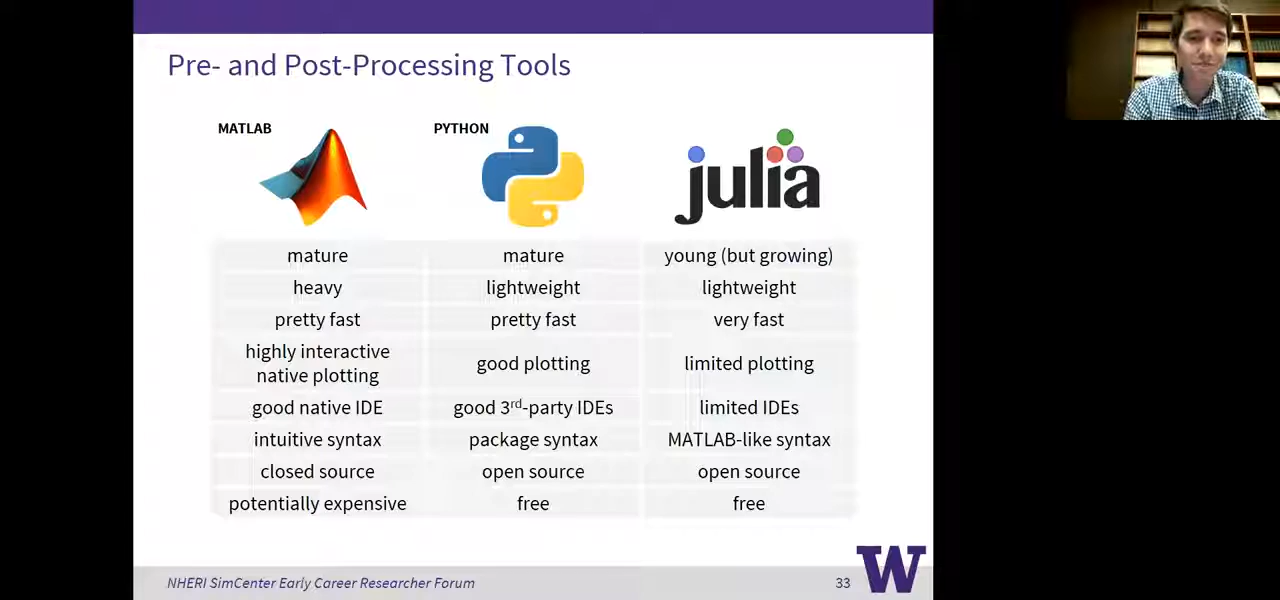 Pre- and Post-Processing Tools
MATLAB
PYTHON
julia
mature
mature
young (but growing)
heavy
lightweight
lightweight
pretty fast
pretty fast
very fast
highly interactive
native plotting
good plotting
limited plotting
good native IDE
good 3rd-party IDEs
limited IDEs
intuitive syntax
package syntax
MATLAB-like syntax
closed source
open source
open source
potentially expensive
free
free
NHERI SimCenter Early Career Researcher Forum
33
W